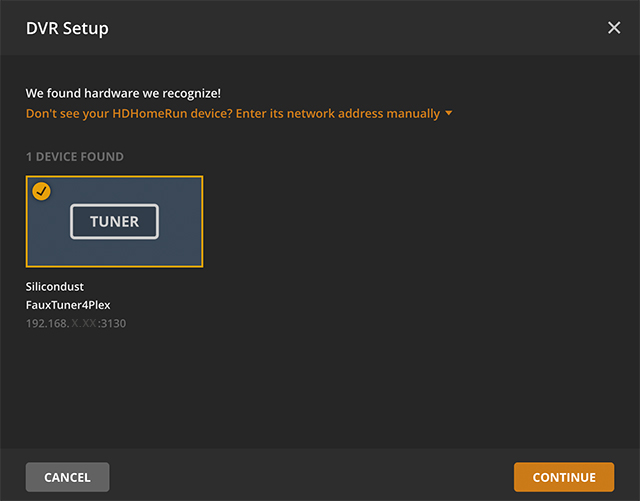 DVR Setup
We found hardware we recognize!
Don't see your HDHomeRun device? Enter its network address manually
1 DEVICE FOUND
TUNER
Silicondust
FauxTuner4Plex
192.168.X.XX:3130
CANCEL
CONTINUE